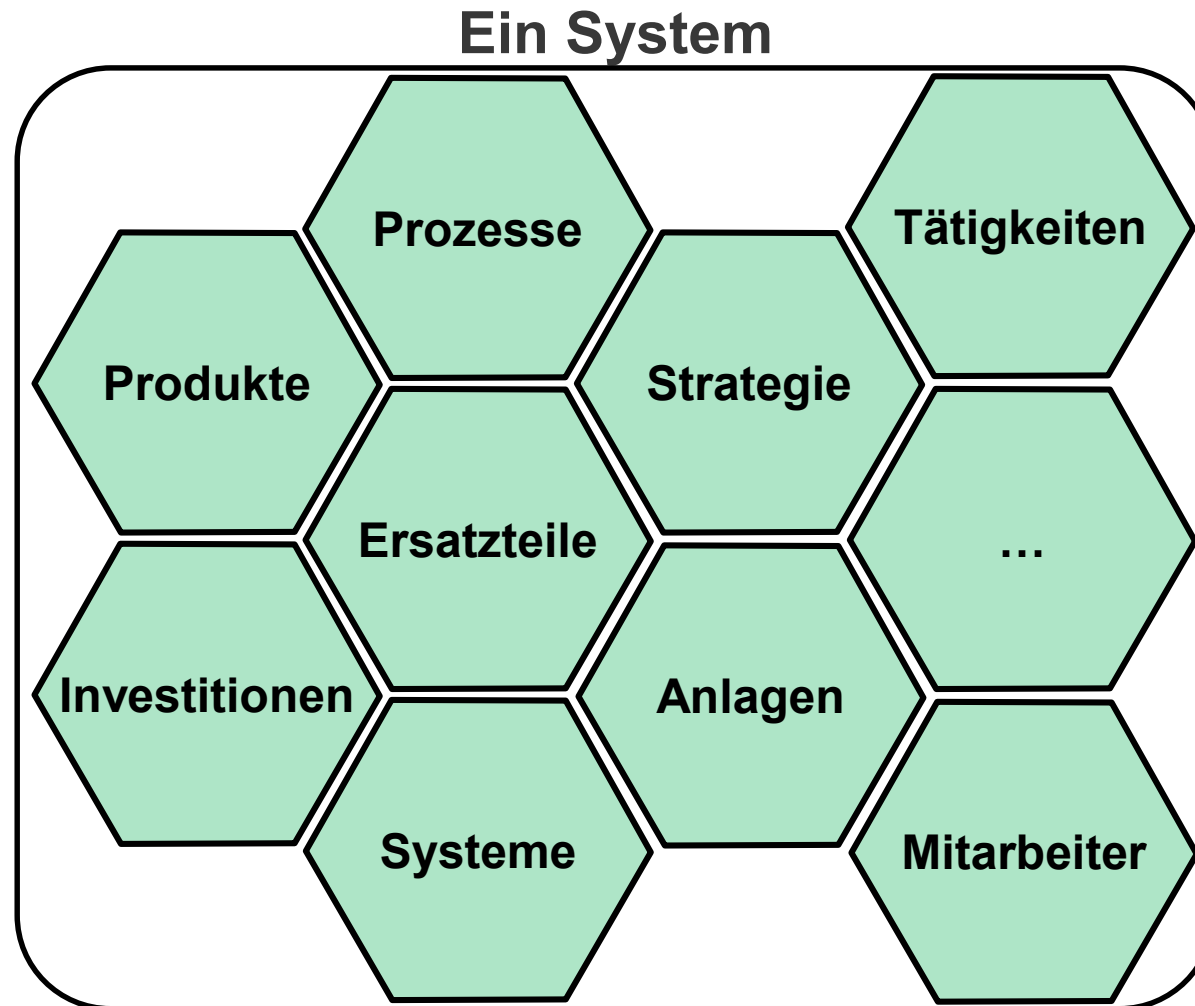 Ein System
Prozesse
Tätigkeiten
Produkte
Strategie
Ersatzteile
…
Investitionen
Anlagen
Systeme
Mitarbeiter